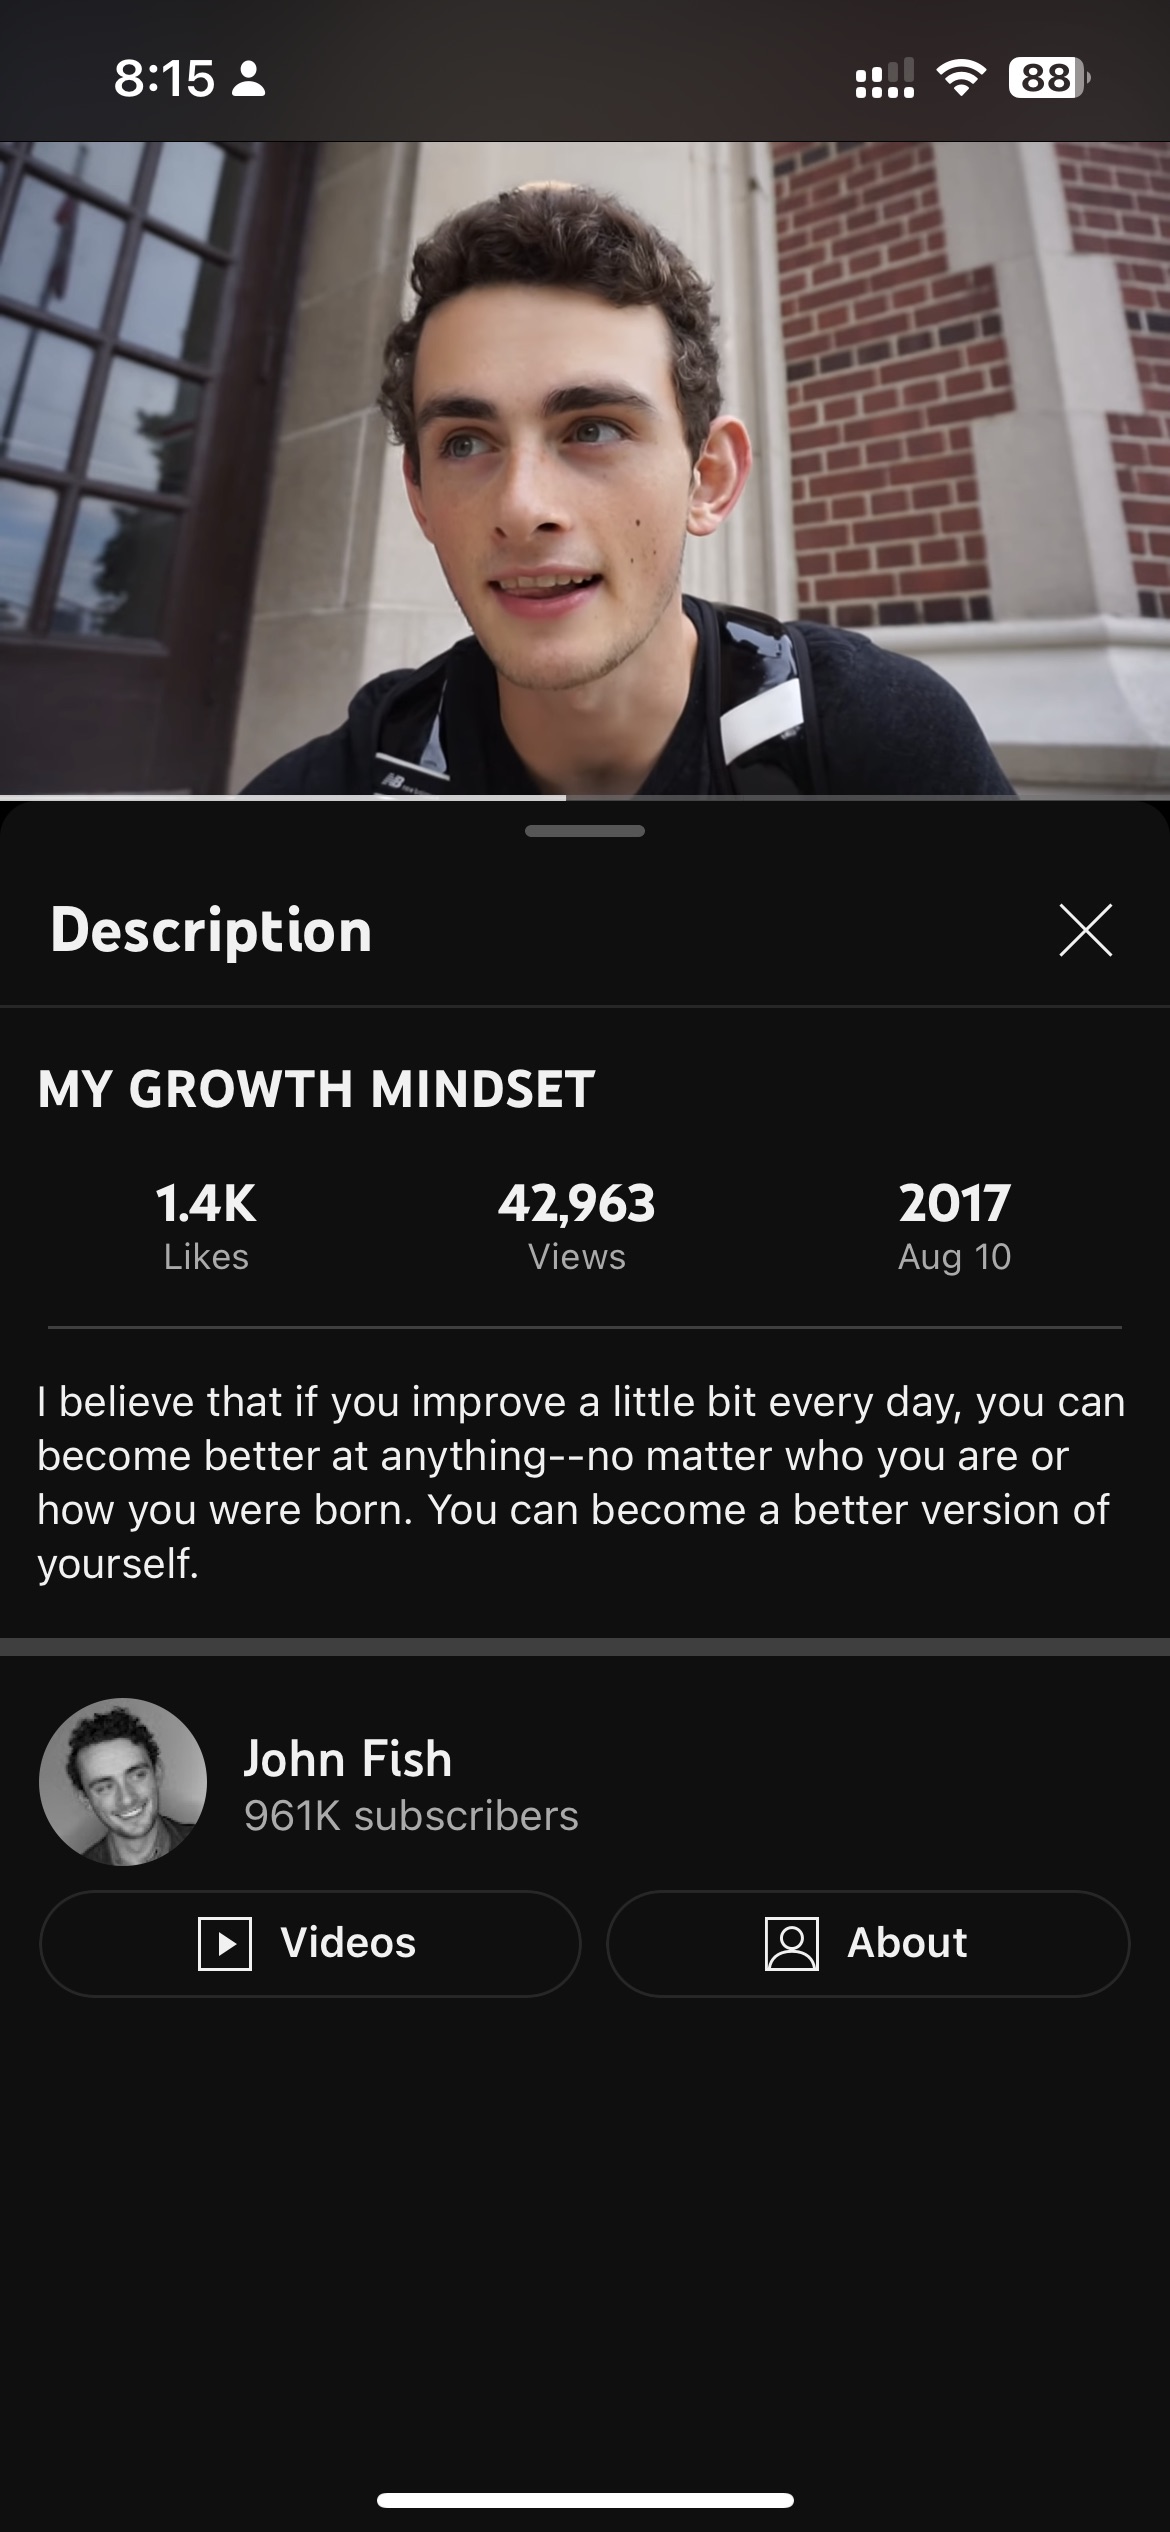 8:15
88
NB
Description
MY GROWTH MINDSET
1.4K 42,963 2017
Likes Views Aug 10
I believe that if you improve a little bit every day, you can
become better at anything--no matter who you are or
how you were born. You can become a better version of
yourself.
John Fish
961K subscribers
Videos About